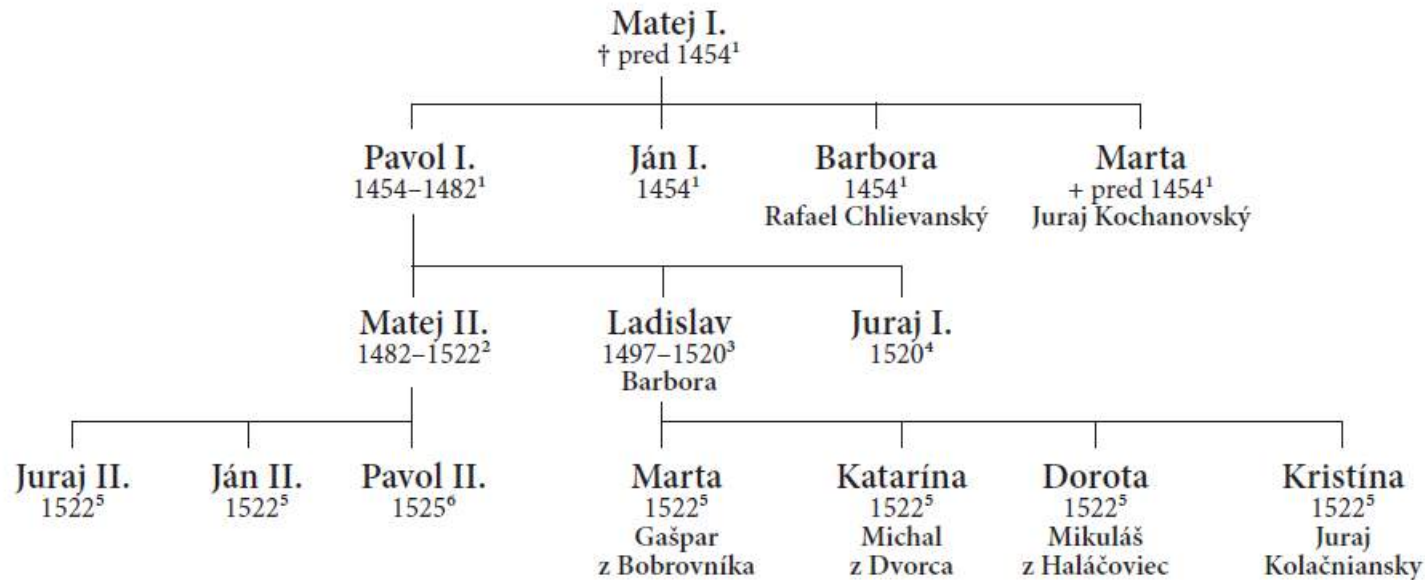 Matej I.
† pred 1454¹
Pavol I.
1454–1482¹
Ján I.
1454¹
Barbora
1454¹
Rafael Chlievanský
Marta
+ pred 1454¹
Juraj Kochanovský
Matej II.
1482–1522²
Ladislav
1497–1520³
Barbora
Juraj I.
1520⁴
Juraj II.
1522⁵
Ján II.
1522⁵
Pavol II.
1525⁶
Marta
1522⁵
Gašpar
z Bobrovníka
Katarína
1522⁵
Michal
z Dvorca
Dorota
1522⁵
Mikuláš
z Haláčoviec
Kristína
1522⁵
Juraj
Kolačniansky